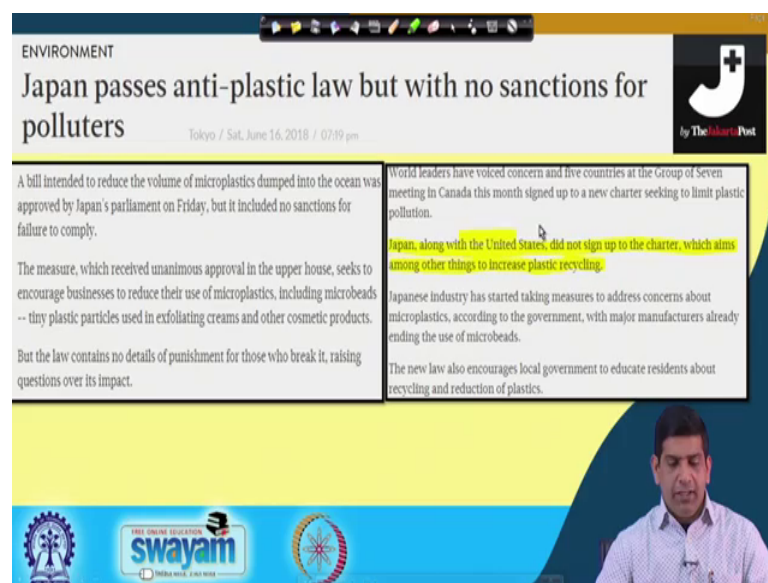 ENVIRONMENT
Japan passes anti-plastic law but with no sanctions for
polluters
Tokyo / Sat, June 16, 2018 / 07:19 pm
by TheJakartaPost
A bill intended to reduce the volume of microplastics dumped into the ocean was
approved by Japan's parliament on Friday, but it included no sanctions for
failure to comply.
The measure, which received unanimous approval in the upper house, seeks to
encourage businesses to reduce their use of microplastics, including microbeads
-- tiny plastic particles used in exfoliating creams and other cosmetic products.
But the law contains no details of punishment for those who break it, raising
questions over its impact.
World leaders have voiced concern and five countries at the Group of Seven
meeting in Canada this month signed up to a new charter seeking to limit plastic
pollution.
Japan, along with the United States, did not sign up to the charter, which aims
among other things to increase plastic recycling.
Japanese industry has started taking measures to address concerns about
microplastics, according to the government, with major manufacturers already
ending the use of microbeads.
The new law also encourages local government to educate residents about
recycling and reduction of plastics.
FREE ONLINE EDUCATION
swayam